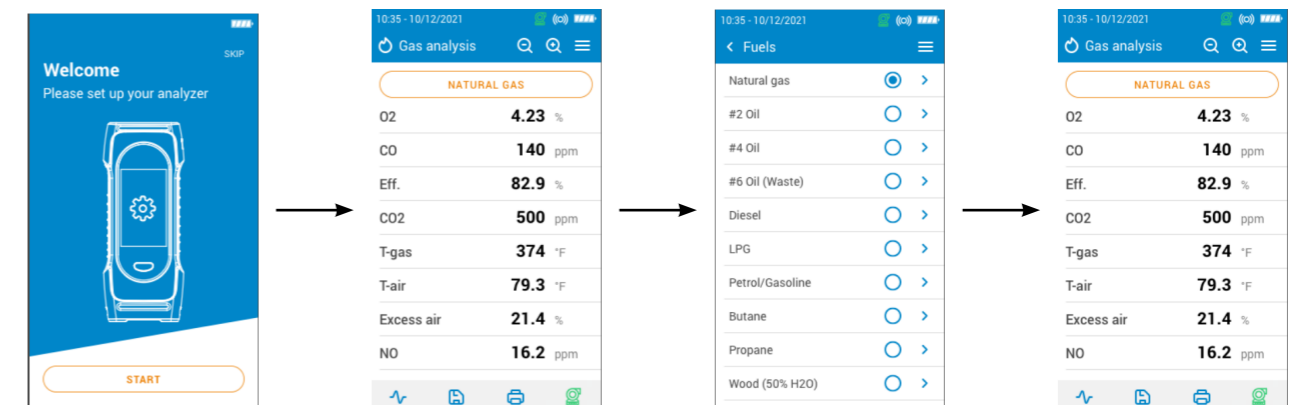 SKIP
Welcome
Please set up your analyzer
START
10:35 - 10/12/2021
Gas analysis
NATURAL GAS
O2 4.23 %
CO 140 ppm
Eff. 82.9 %
CO2 500 ppm
T-gas 374 °F
T-air 79.3 °F
Excess air 21.4 %
NO 16.2 ppm
10:35 - 10/12/2021
Fuels
Natural gas
#2 Oil
#4 Oil
#6 Oil (Waste)
Diesel
LPG
Petrol/Gasoline
Butane
Propane
Wood (50% H2O)
10:35 - 10/12/2021
Gas analysis
NATURAL GAS
O2 4.23 %
CO 140 ppm
Eff. 82.9 %
CO2 500 ppm
T-gas 374 °F
T-air 79.3 °F
Excess air 21.4 %
NO 16.2 ppm